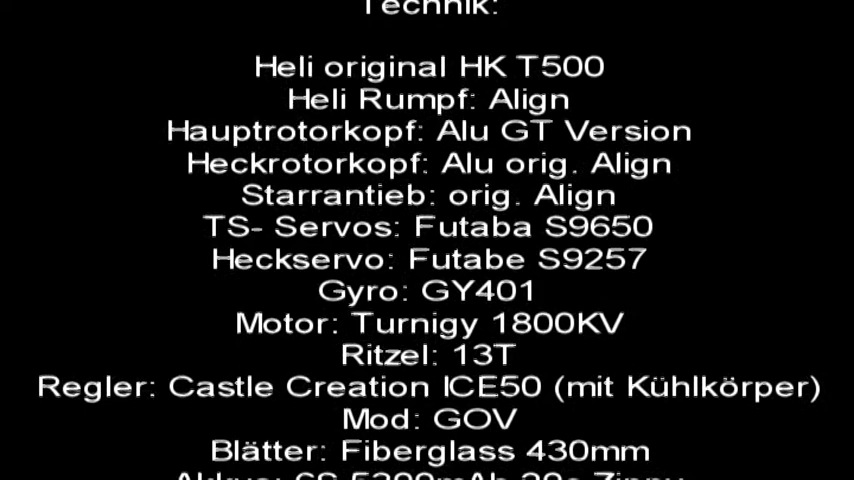 Technik:
Heli original HK T500
Heli Rumpf: Align
Hauptrotorkopf: Alu GT Version
Heckrotorkopf: Alu orig. Align
Starrantieb: orig. Align
TS- Servos: Futaba S9650
Heckservo: Futabe S9257
Gyro: GY401
Motor: Turnigy 1800KV
Ritzel: 13T
Regler: Castle Creation ICE50 (mit Kühlkörper)
Mod: GOV
Blätter: Fiberglass 430mm